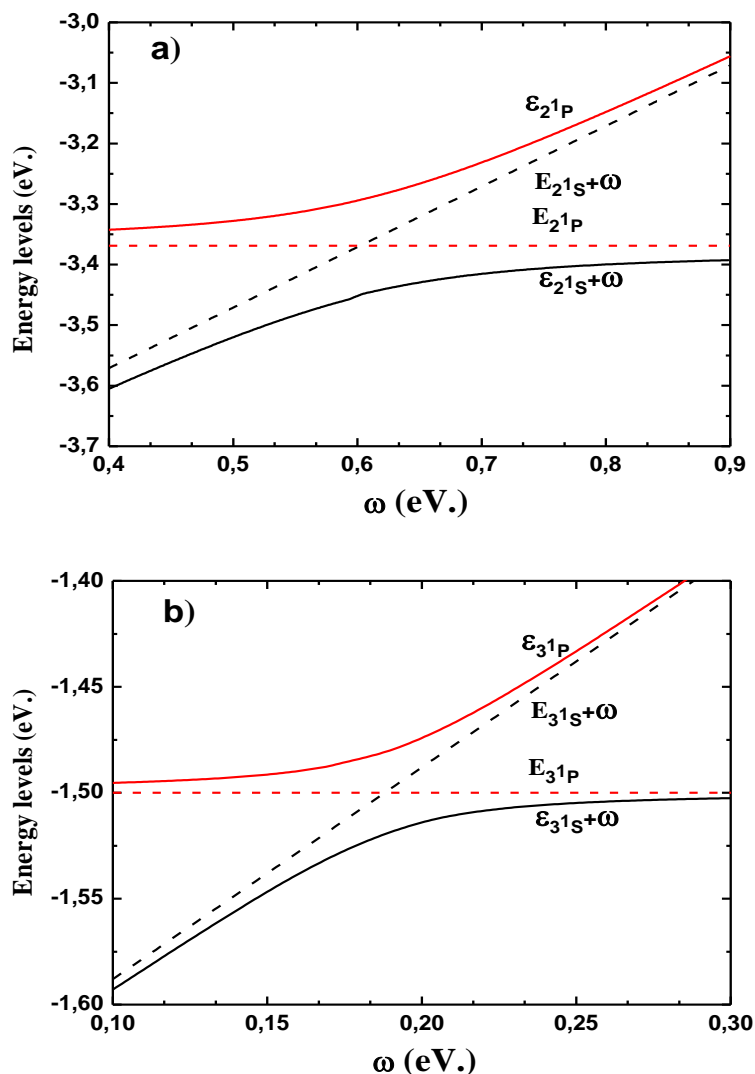 a)
Energy levels (eV.)
-3,0
-3,1
-3,2
-3,3
-3,4
-3,5
-3,6
-3,7
ε2¹P
E2¹S+ω
E2¹P
ε2¹S+ω
0,4 0,5 0,6 0,7 0,8 0,9
ω (eV.)
b)
Energy levels (eV.)
-1,40
-1,45
-1,50
-1,55
-1,60
ε3¹P
E3¹S+ω
E3¹P
ε3¹S+ω
0,10 0,15 0,20 0,25 0,30
ω (eV.)